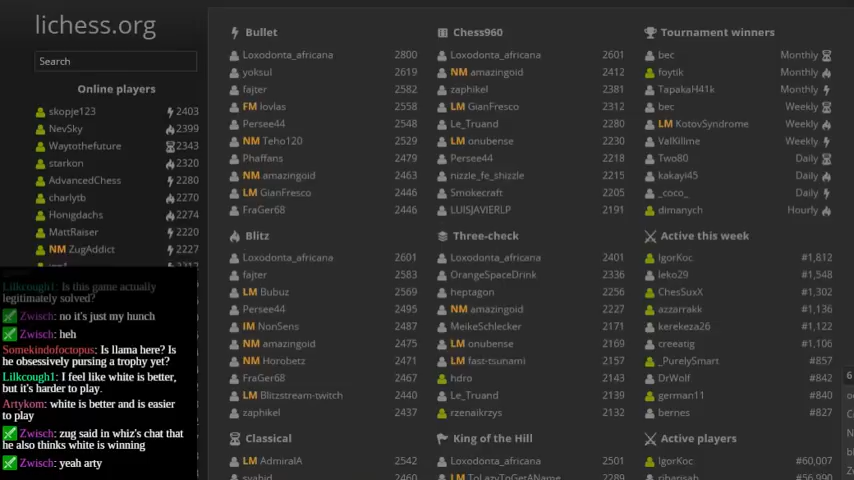 lichess.org
Search
Online players
skopje123 2403
NevSky 2399
Waytothefuture 2343
starkon 2320
AdvancedChess 2280
charlytb 2270
Honigdachs 2274
MattRaiser 2220
NM ZugAddict 2227
Lilkcough1: Is this game actually
legitimately solved?
Zwisch: no it's just my hunch
Zwisch: heh
Somekindofoctopus: Is llama here? Is
he obsessively pursing a trophy yet?
Lilkcough1: I feel like white is better,
but it's harder to play.
Artykom: white is better and is easier
to play
Zwisch: zug said in whiz's chat that
he also thinks white is winning
Zwisch: yeah arty
Bullet
Loxodonta_africana 2800
yoksul 2619
fajter 2582
FM lovlas 2558
Persee44 2548
NM Teho120 2529
Phaffans 2479
NM amazingoid 2463
LM GianFresco 2446
FraGer68 2446
Blitz
Loxodonta_africana 2601
fajter 2583
LM Bubuz 2569
Persee44 2495
IM NonSens 2487
NM amazingoid 2475
NM Horobetz 2471
FraGer68 2467
LM Blitzstream-twitch 2440
zaphikel 2437
Classical
LM AdmiralA 2542
syahid 2460
Chess960
Loxodonta_africana 2601
NM amazingoid 2412
zaphikel 2381
LM GianFresco 2312
Le_Truand 2280
LM onubense 2230
Persee44 2218
nizzle_fe_shizzle 2215
Smokecraft 2205
LUISJAVIERLP 2191
Three-check
Loxodonta_africana 2401
OrangeSpaceDrink 2336
heptagon 2256
NM amazingoid 2227
MeikeSchlecker 2171
LM onubense 2169
LM fast-tsunami 2157
hdro 2143
Le_Truand 2139
rzenaikrzys 2132
King of the Hill
Loxodonta_africana 2501
LM ToLazyToGetAName 2289
Tournament winners
bec Monthly
foytik Monthly
TapakaH41k Monthly
bec Weekly
LM KotovSyndrome Weekly
ValKillme Weekly
Two80 Daily
kakayi45 Daily
_coco_ Daily
dimanych Hourly
Active this week
IgorKoc #1,812
leko29 #1,548
ChesSuxX #1,302
azzarrakk #1,136
kerekeza26 #1,122
creeatig #1,106
_PurelySmart #857
DrWolf #842
german11 #840
bernes #827
Active players
IgorKoc #60,007
ribarisah #56,990
6